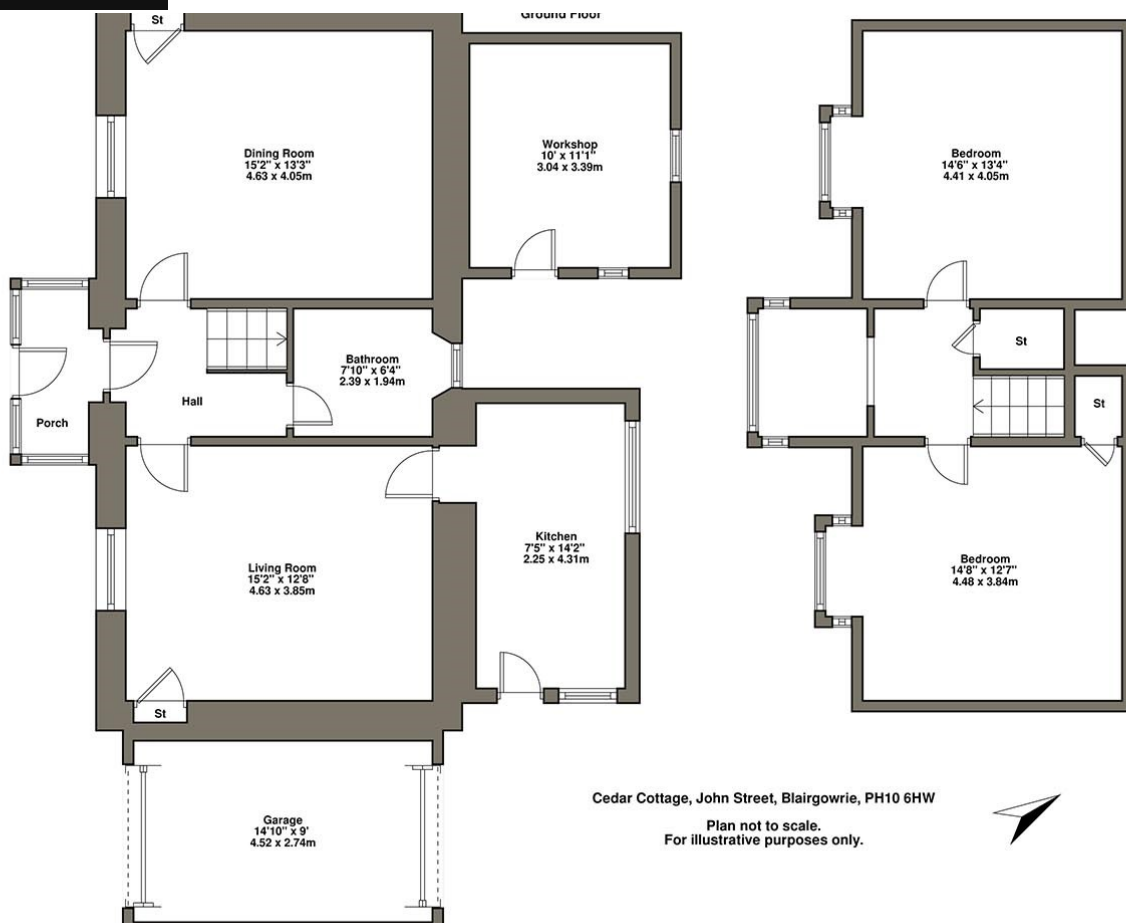 Ground Floor
St
Dining Room
15'2" x 13'3"
4.63 x 4.05m
Workshop
10' x 11'1"
3.04 x 3.39m
Bedroom
14'6" x 13'4"
4.41 x 4.05m
Bathroom
7'10" x 6'4"
2.39 x 1.94m
Hall
Porch
St
St
Living Room
15'2" x 12'8"
4.63 x 3.85m
Kitchen
7'5" x 14'2"
2.25 x 4.31m
Bedroom
14'8" x 12'7"
4.48 x 3.84m
St
Garage
14'10" x 9'
4.52 x 2.74m
Cedar Cottage, John Street, Blairgowrie, PH10 6HW
Plan not to scale.
For illustrative purposes only.